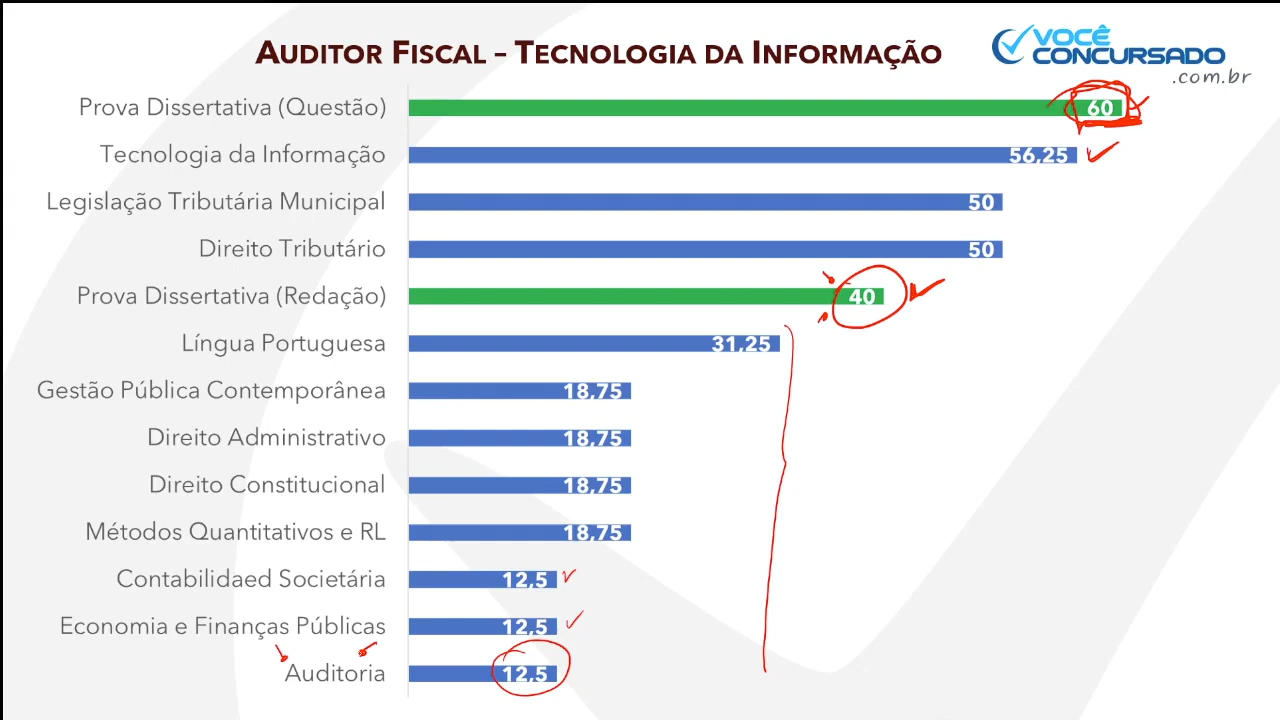 AUDITOR FISCAL – TECNOLOGIA DA INFORMAÇÃO
VOCÊ
CONCURSADO
.com.br
Prova Dissertativa (Questão) 60
Tecnologia da Informação 56,25
Legislação Tributária Municipal 50
Direito Tributário 50
Prova Dissertativa (Redação) 40
Língua Portuguesa 31,25
Gestão Pública Contemporânea 18,75
Direito Administrativo 18,75
Direito Constitucional 18,75
Métodos Quantitativos e RL 18,75
Contabilidaed Societária 12,5
Economia e Finanças Públicas 12,5
Auditoria 12,5